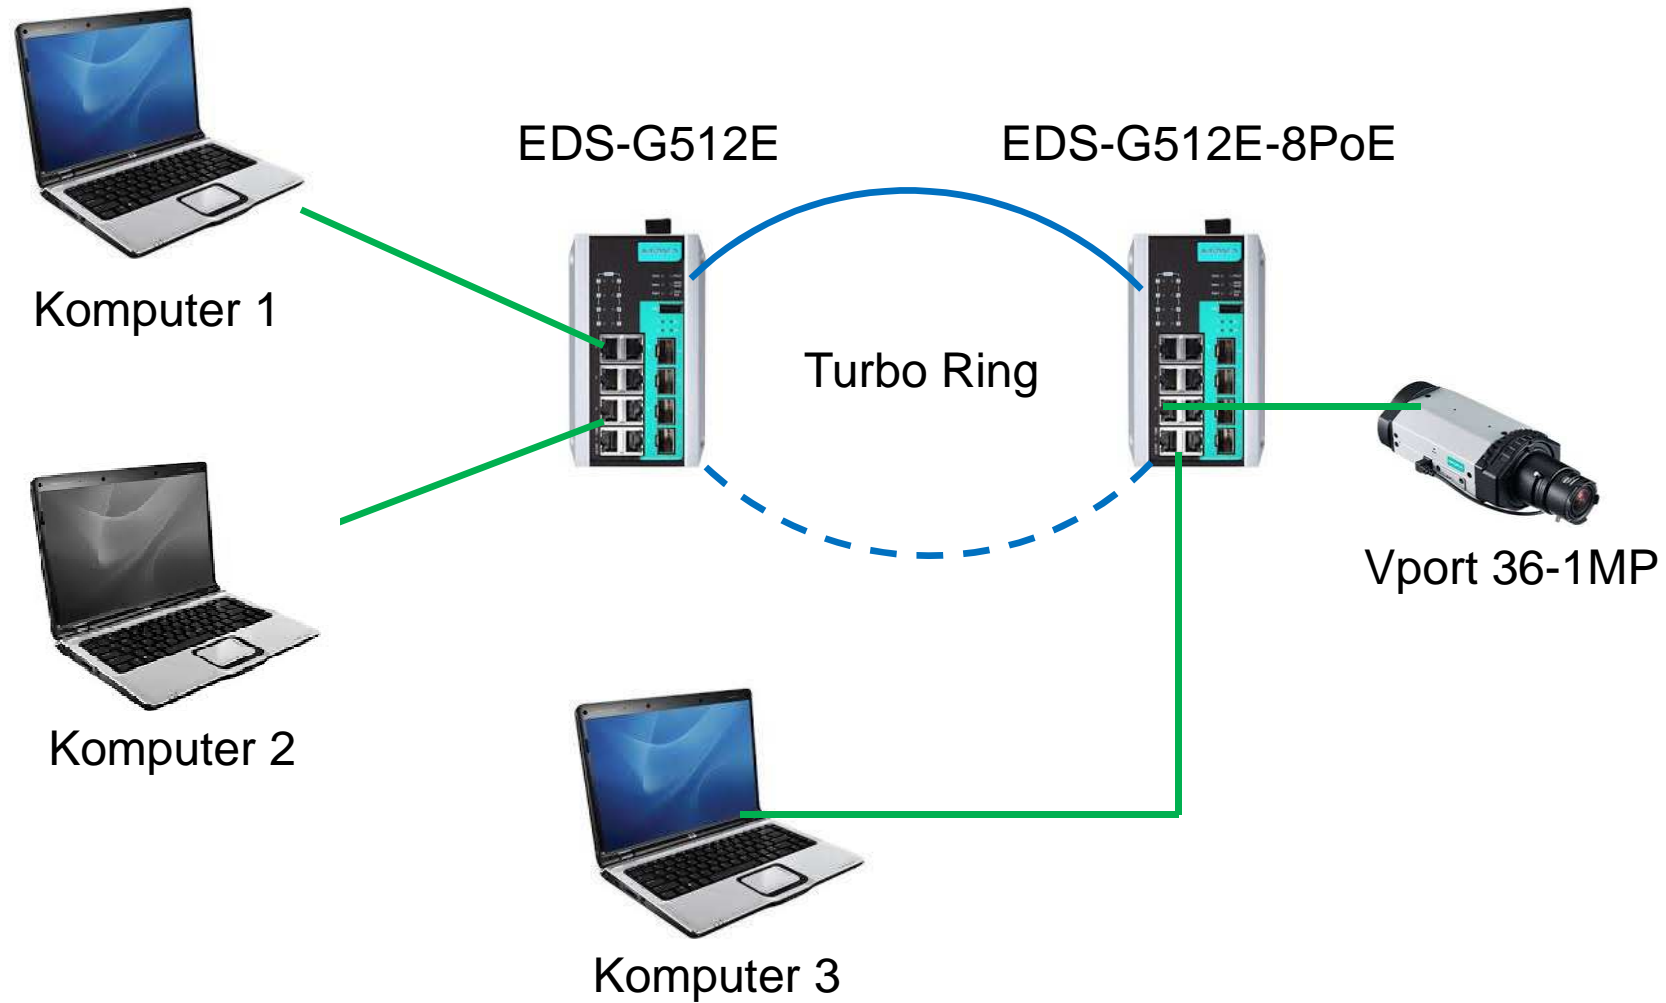 EDS-G512E
EDS-G512E-8PoE
Komputer 1
Turbo Ring
Vport 36-1MP
Komputer 2
Komputer 3